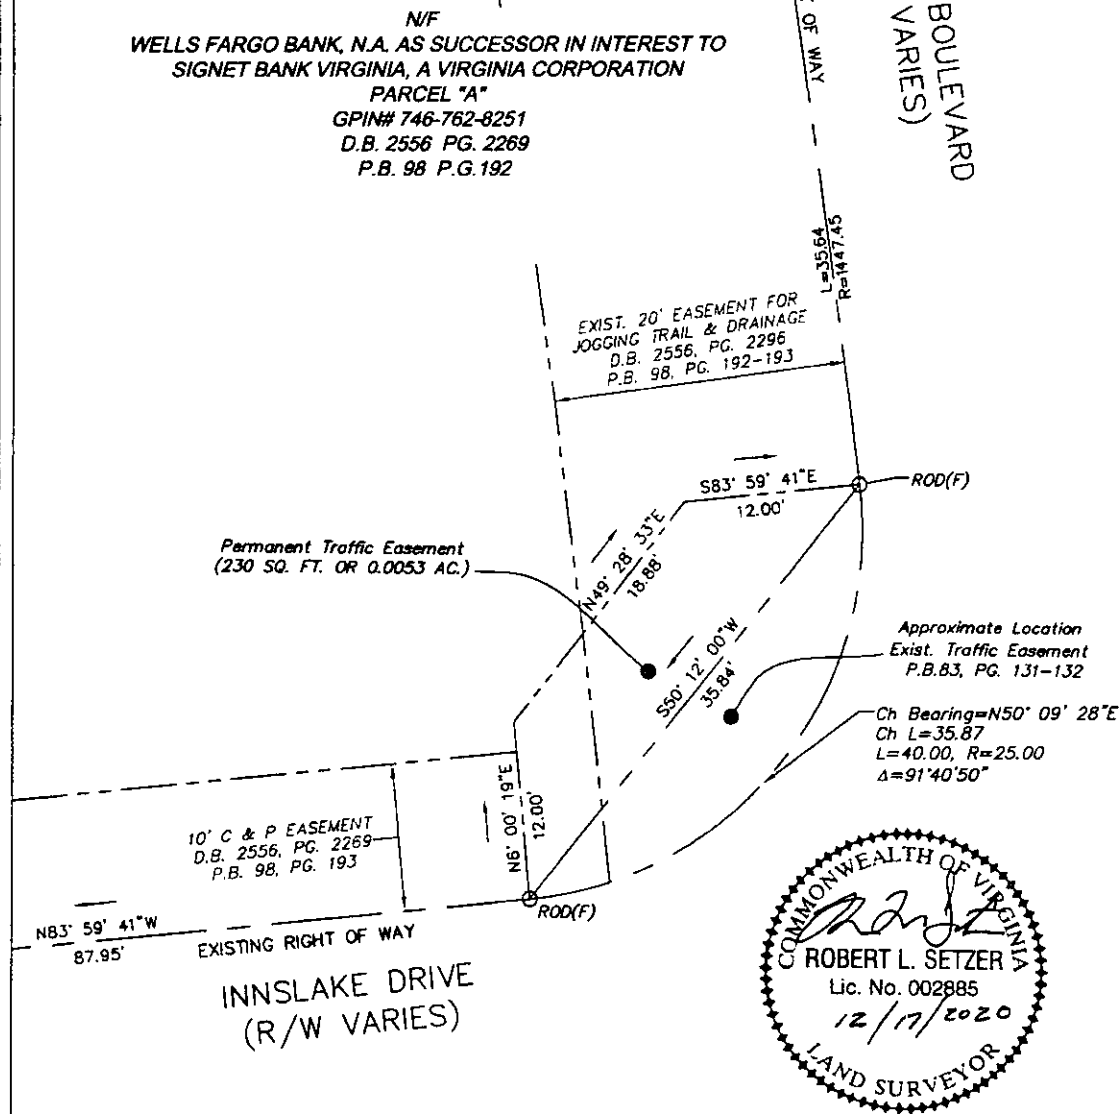 N/F
WELLS FARGO BANK, N.A. AS SUCCESSOR IN INTEREST TO
SIGNET BANK VIRGINIA, A VIRGINIA CORPORATION
PARCEL "A"
GPIN# 746-762-8251
D.B. 2556 PG. 2269
P.B. 98 P.G.192
OF WAY
BOULEVARD
VARIES)
L=35.64
R=1447.45
EXIST. 20' EASEMENT FOR
JOGGING TRAIL & DRAINAGE
D.B. 2556, PG. 2296
P.B. 98, PG. 192-193
S83° 59' 41"E
12.00'
ROD(F)
Permanent Traffic Easement
(230 SQ. FT. OR 0.0053 AC.)
N49° 28' 33"E
18.88'
S50° 12' 00"W
35.84'
Approximate Location
Exist. Traffic Easement
P.B.83, PG. 131-132
Ch Bearing=N50° 09' 28"E
Ch L=35.87
L=40.00, R=25.00
Δ=91°40'50"
N6° 00' 19"E
12.00'
10' C & P EASEMENT
D.B. 2556, PG. 2269
P.B. 98, PG. 193
ROD(F)
N83° 59' 41"W
87.95'
EXISTING RIGHT OF WAY
INNSLAKE DRIVE
(R/W VARIES)
COMMONWEALTH OF VIRGINIA
ROBERT L. SETZER
Lic. No. 002885
12/17/2020
LAND SURVEYOR